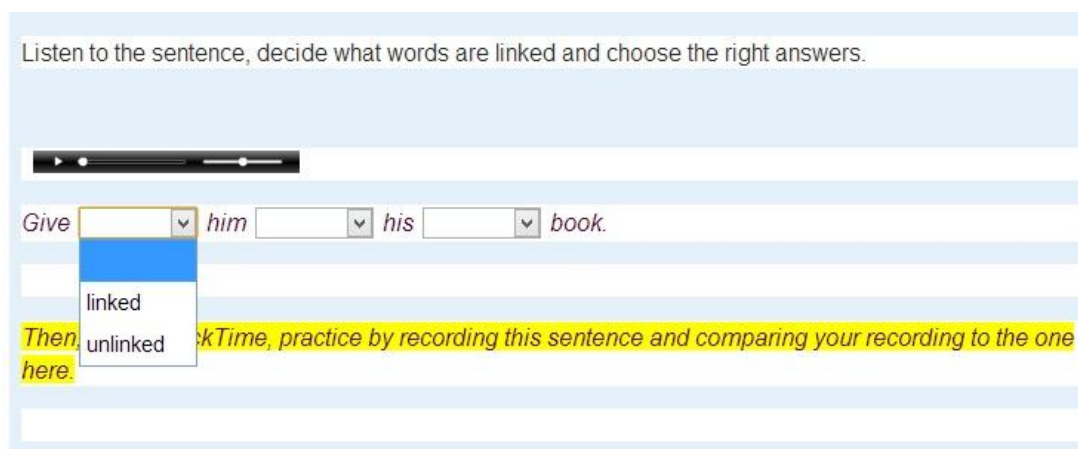 Listen to the sentence, decide what words are linked and choose the right answers.
Give him his book.
linked
unlinked
Then, kTime, practice by recording this sentence and comparing your recording to the one
here.